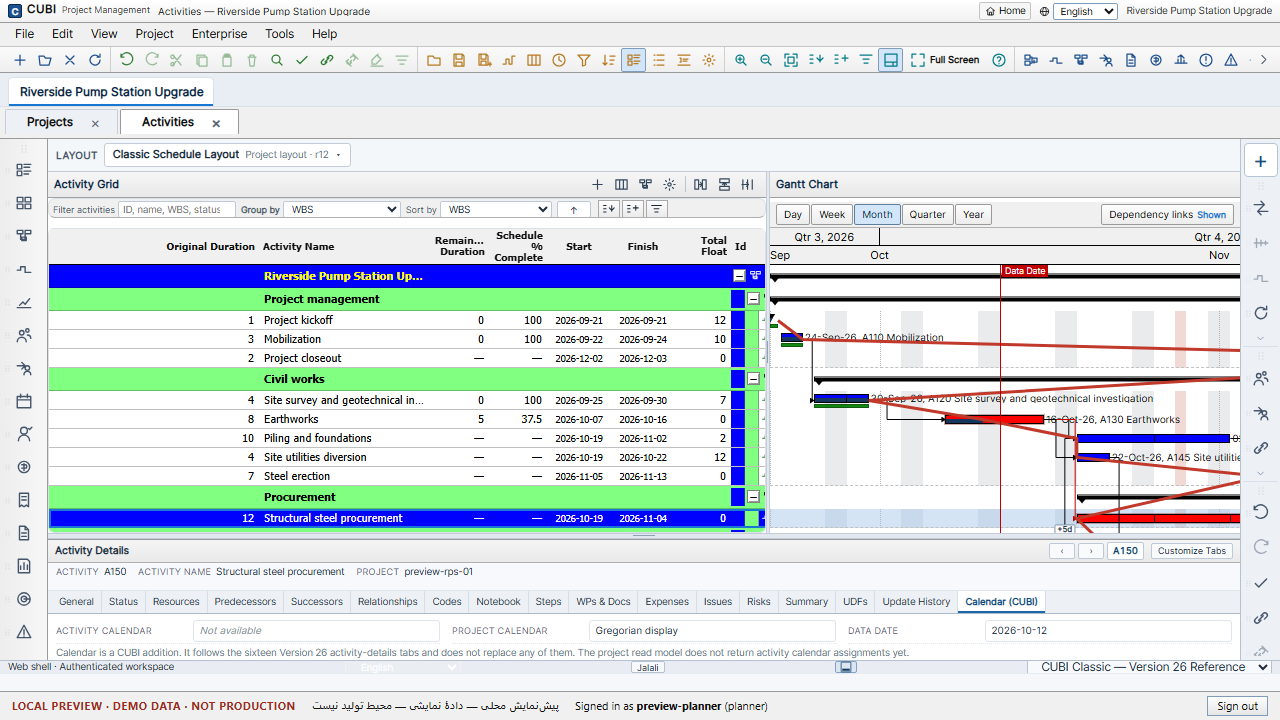 CUBI Project Management Activities — Riverside Pump Station Upgrade Home English Riverside Pump Station Upgrade
File Edit View Project Enterprise Tools Help
Full Screen
Riverside Pump Station Upgrade
Projects Activities
LAYOUT Classic Schedule Layout Project layout · r12
Activity Grid Gantt Chart
Filter activities ID, name, WBS, status Group by WBS Sort by WBS
Day Week Month Quarter Year Dependency links Shown
Original Duration Activity Name Remain... Duration Schedule % Complete Start Finish Total Float Id
Qtr 3, 2026 Qtr 4, 20
Sep Oct Nov
Data Date
Riverside Pump Station Up...
Project management
1 Project kickoff 0 100 2026-09-21 2026-09-21 12
3 Mobilization 0 100 2026-09-22 2026-09-24 10
24-Sep-26, A110 Mobilization
2 Project closeout — — 2026-12-02 2026-12-03 0
Civil works
4 Site survey and geotechnical in... 0 100 2026-09-25 2026-09-30 7
30-Sep-26, A120 Site survey and geotechnical investigation
8 Earthworks 5 37.5 2026-10-07 2026-10-16 0
16-Oct-26, A130 Earthworks
10 Piling and foundations — — 2026-10-19 2026-11-02 2
4 Site utilities diversion — — 2026-10-19 2026-10-22 12
22-Oct-26, A145 Site utilitie
7 Steel erection — — 2026-11-05 2026-11-13 0
Procurement
12 Structural steel procurement — — 2026-10-19 2026-11-04 0
+5d
Activity Details A150 Customize Tabs
ACTIVITY A150 ACTIVITY NAME Structural steel procurement PROJECT preview-rps-01
General Status Resources Predecessors Successors Relationships Codes Notebook Steps WPs & Docs Expenses Issues Risks Summary UDFs Update History Calendar (CUBI)
ACTIVITY CALENDAR Not available PROJECT CALENDAR Gregorian display DATA DATE 2026-10-12
Calendar is a CUBI addition. It follows the sixteen Version 26 activity-details tabs and does not replace any of them. The project read model does not return activity calendar assignments yet.
Web shell · Authenticated workspace English Jalali CUBI Classic — Version 26 Reference
LOCAL PREVIEW · DEMO DATA · NOT PRODUCTION پیش‌نمایش محلی — دادهٔ نمایشی — محیط تولید نیست Signed in as preview-planner (planner) Sign out